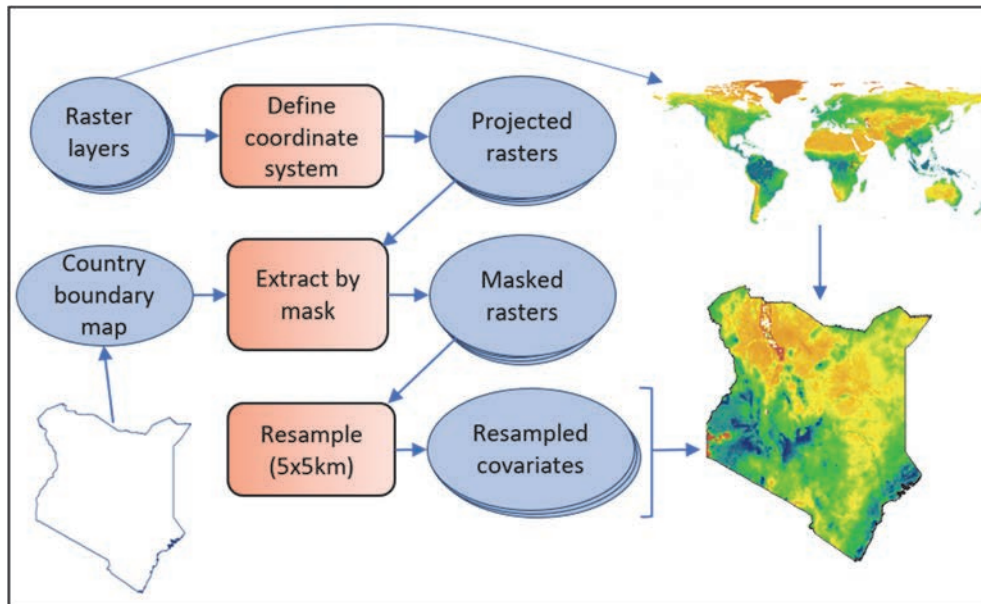 Raster
layers
Define
coordinate
system
Projected
rasters
Country
boundary
map
Extract by
mask
Masked
rasters
Resample
(5x5km)
Resampled
covariates